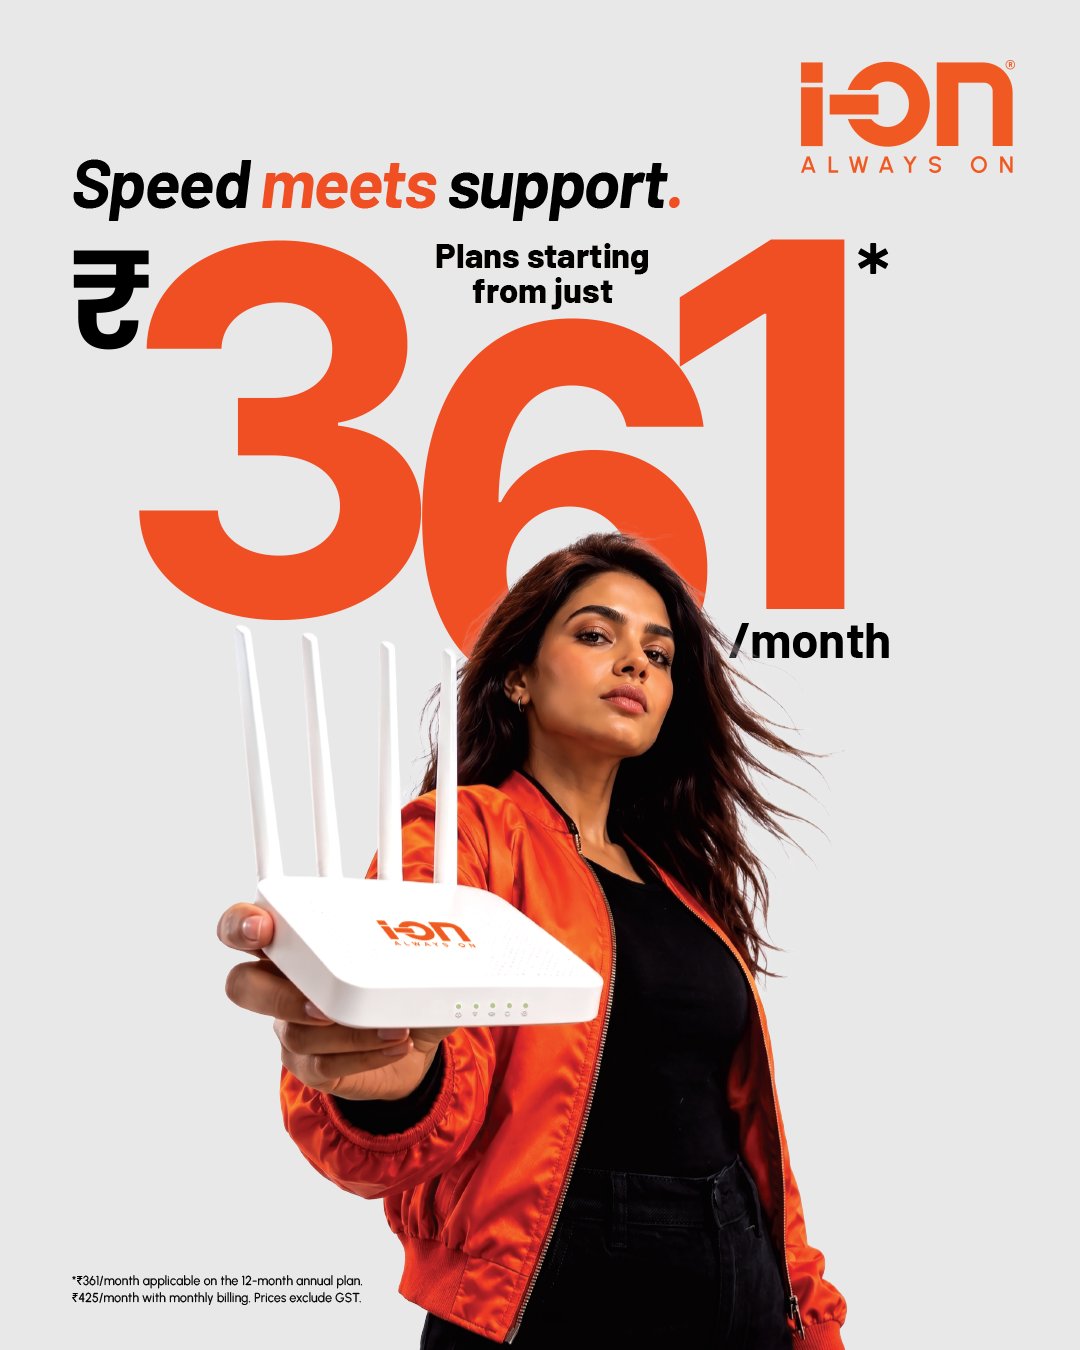 i-on®
ALWAYS ON
Speed meets support.
Plans starting
from just
₹361*
/month
i-on
ALWAYS ON
*₹361/month applicable on the 12-month annual plan.
₹425/month with monthly billing. Prices exclude GST.